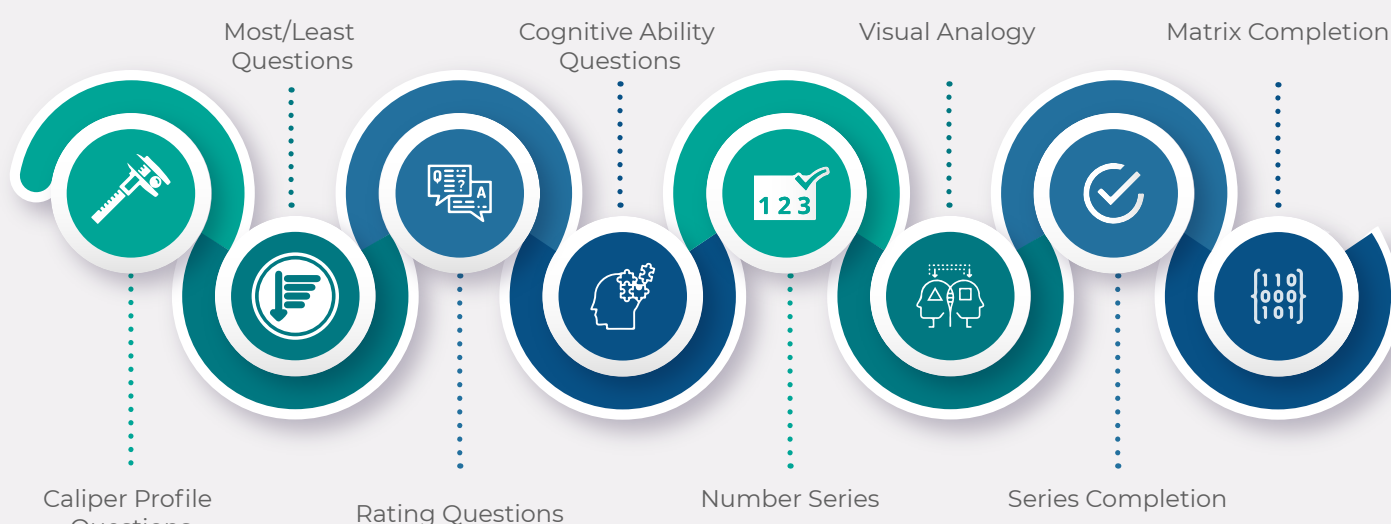 Most/Least
Questions
Cognitive Ability
Questions
Visual Analogy
Matrix Completion
Q
?
A
1 2 3
110
000
101
Caliper Profile
Questions
Rating Questions
Number Series
Series Completion